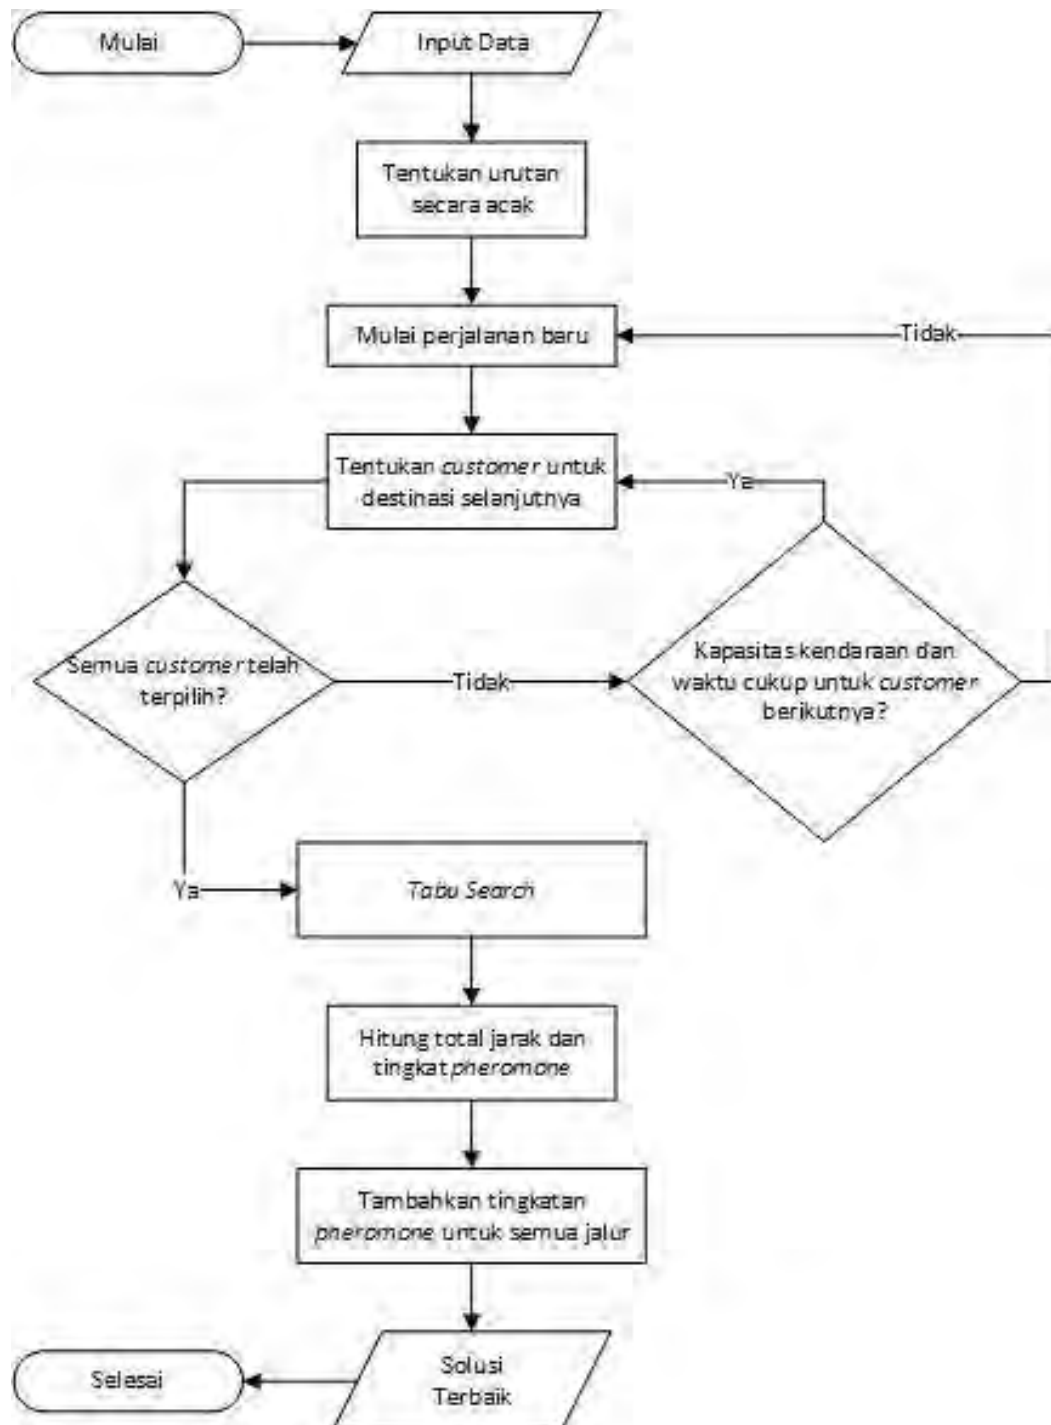 Mulai
Input Data
Tentukan urutan
secara acak
Mulai perjalanan baru
Tidak
Tentukan customer untuk
destinasi selanjutnya
Ya
Semua customer telah
terpilih?
Tidak
Kapasitas kendaraan dan
waktu cukup untuk customer
berikutnya?
Ya
Tabu Search
Hitung total jarak dan
tingkat pheromone
Tambahkan tingkatan
pheromone untuk semua jalur
Solusi
Terbaik
Selesai